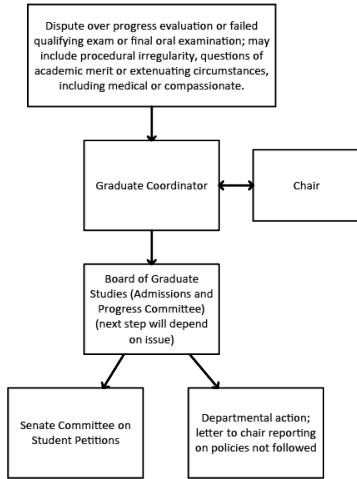 Dispute over progress evaluation or failed
qualifying exam or final oral examination; may
include procedural irregularity, questions of
academic merit or extenuating circumstances,
including medical or compassionate.
Graduate Coordinator
Chair
Board of Graduate
Studies (Admissions and
Progress Committee)
(next step will depend
on issue)
Senate Committee on
Student Petitions
Departmental action;
letter to chair reporting
on policies not followed